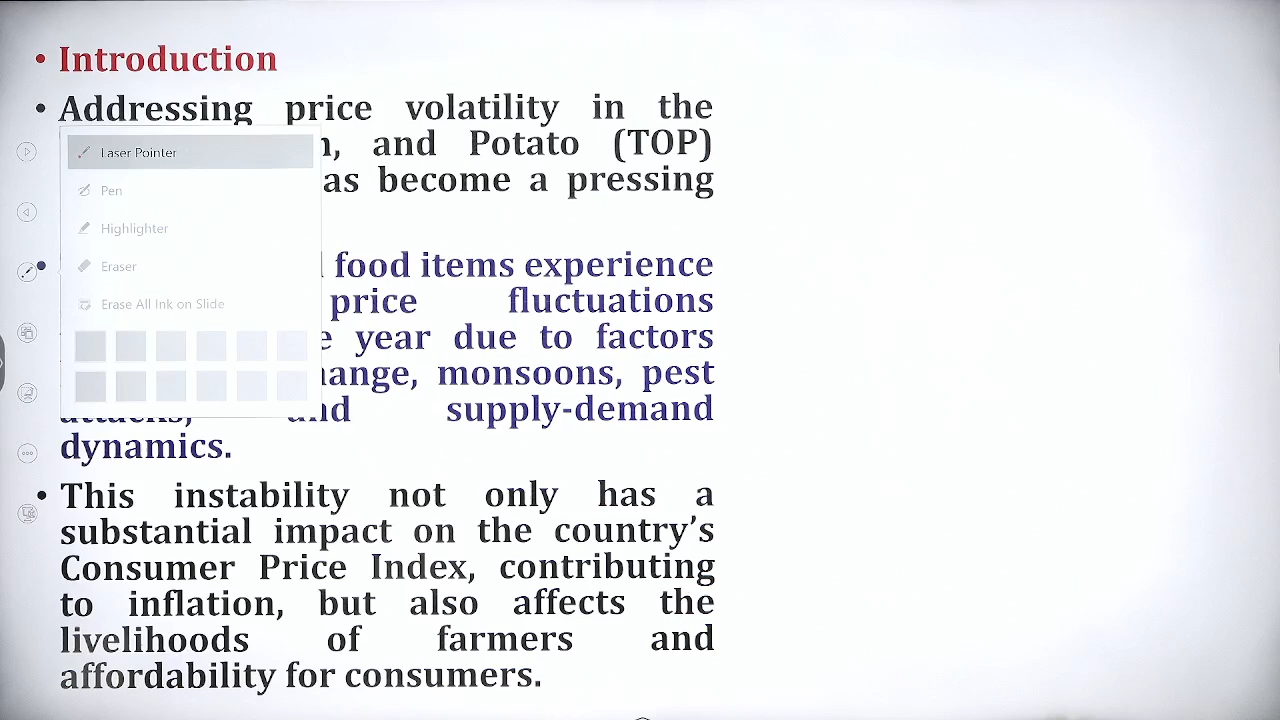 • Introduction
• Addressing price volatility in the
and Potato (TOP)
as become a pressing
Laser Pointer
Pen
Highlighter
Eraser
Erase All Ink on Slide
• food items experience
price fluctuations
year due to factors
monsoons, pest
attacks, and supply-demand
dynamics.
• This instability not only has a
substantial impact on the country's
Consumer Price Index, contributing
to inflation, but also affects the
livelihoods of farmers and
affordability for consumers.